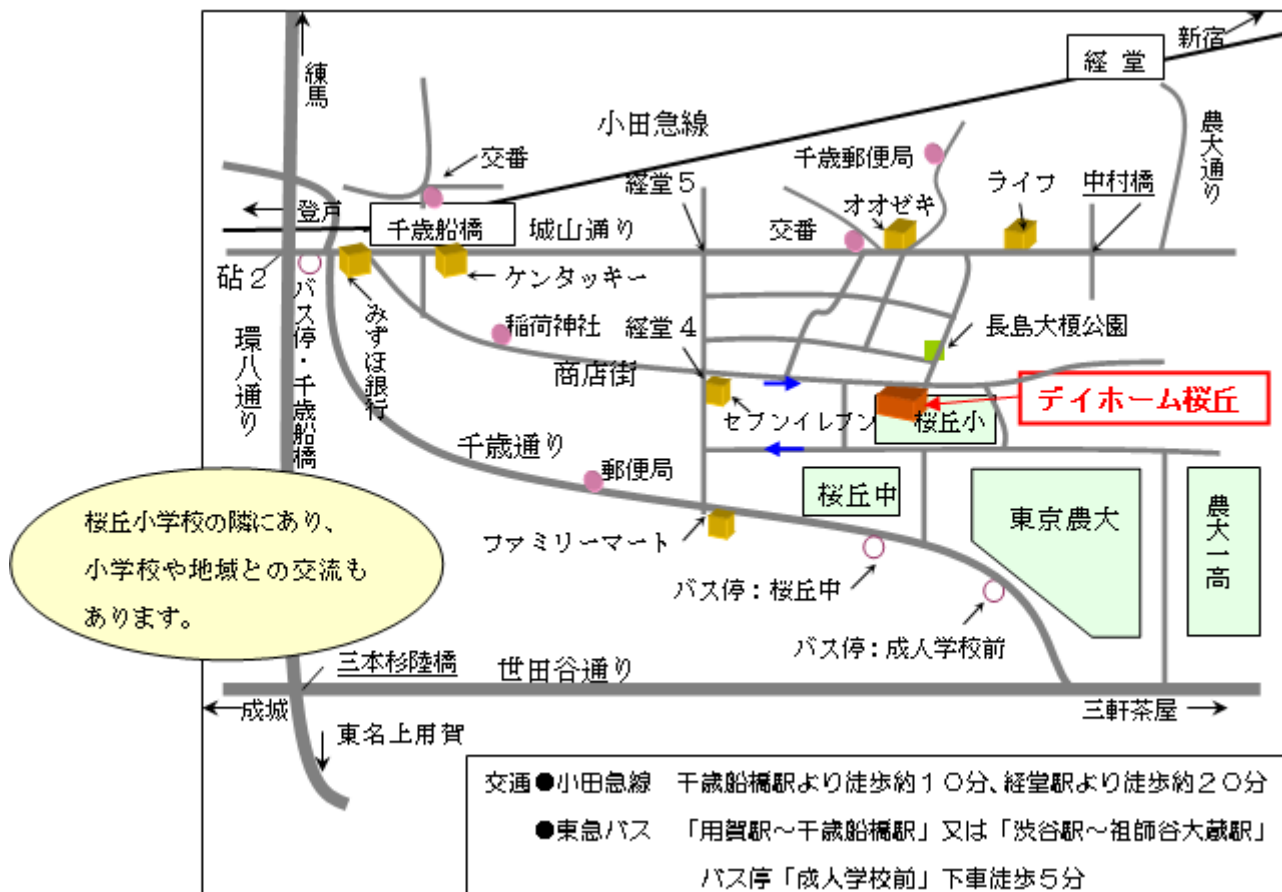 新宿
経 堂
練馬
小田急線
農大通り
交番
千歳郵便局
経堂5
ライフ
中村橋
オオゼキ
登戸
千歳船橋
城山通り
交番
砧2
ケンタッキー
バス停・千歳船橋
みずほ銀行
稲荷神社
経堂4
長島大榎公園
環八通り
商店街
デイホーム桜丘
セブンイレブン
桜丘小
千歳通り
郵便局
桜丘中
東京農大
農大一高
ファミリーマート
桜丘小学校の隣にあり、
小学校や地域との交流も
あります。
バス停:桜丘中
バス停:成人学校前
三本杉陸橋
世田谷通り
成城
三軒茶屋
東名上用賀
交通●小田急線 千歳船橋駅より徒歩約10分、経堂駅より徒歩約20分
●東急バス 「用賀駅~千歳船橋駅」又は「渋谷駅~祖師谷大蔵駅」
バス停「成人学校前」下車徒歩5分